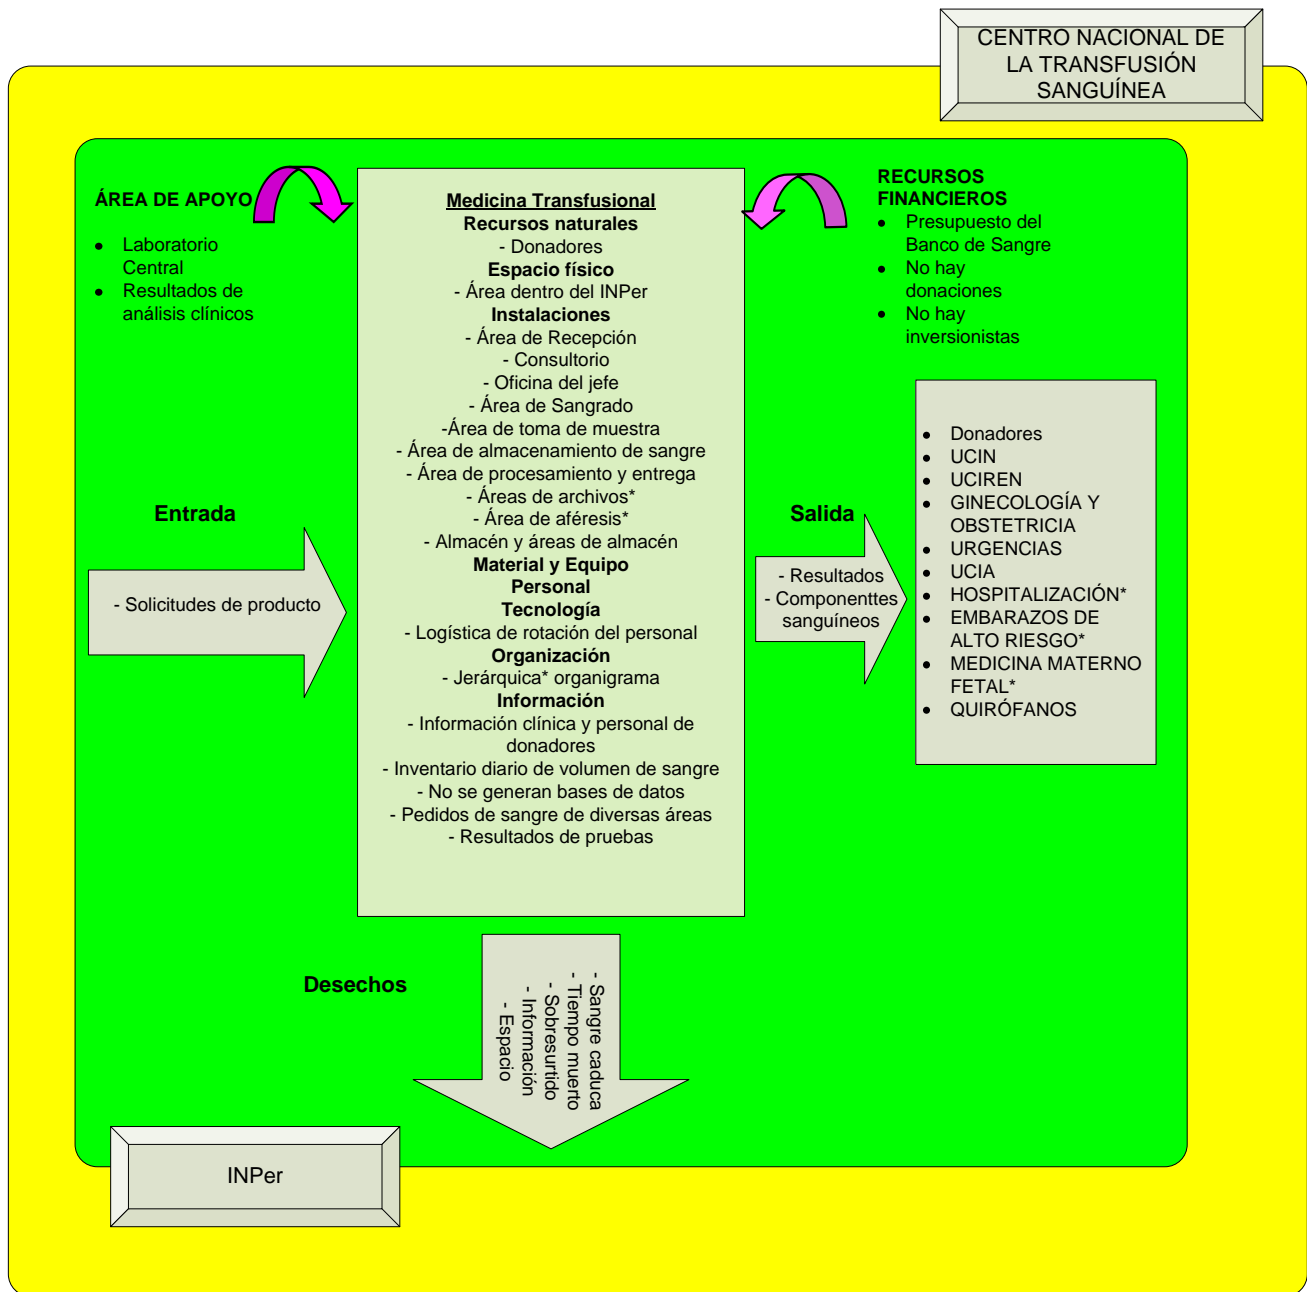 CENTRO NACIONAL DE
LA TRANSFUSIÓN
SANGUÍNEA
ÁREA DE APOYO
● Laboratorio
Central
● Resultados de
análisis clínicos
Medicina Transfusional
Recursos naturales
- Donadores
Espacio físico
- Área dentro del INPer
Instalaciones
- Área de Recepción
- Consultorio
- Oficina del jefe
- Área de Sangrado
-Área de toma de muestra
- Área de almacenamiento de sangre
- Área de procesamiento y entrega
- Áreas de archivos*
- Área de aféresis*
- Almacén y áreas de almacén
Material y Equipo
Personal
Tecnología
- Logística de rotación del personal
Organización
- Jerárquica* organigrama
Información
- Información clínica y personal de
donadores
- Inventario diario de volumen de sangre
- No se generan bases de datos
- Pedidos de sangre de diversas áreas
- Resultados de pruebas
RECURSOS
FINANCIEROS
● Presupuesto del
Banco de Sangre
● No hay
donaciones
● No hay
inversionistas
Entrada
- Solicitudes de producto
Salida
- Resultados
- Componenttes
sanguíneos
● Donadores
● UCIN
● UCIREN
● GINECOLOGÍA Y
OBSTETRICIA
● URGENCIAS
● UCIA
● HOSPITALIZACIÓN*
● EMBARAZOS DE
ALTO RIESGO*
● MEDICINA MATERNO
FETAL*
● QUIRÓFANOS
Desechos
- Sangre caduca
- Tiempo muerto
- Sobresurtido
- Información
- Espacio
INPer